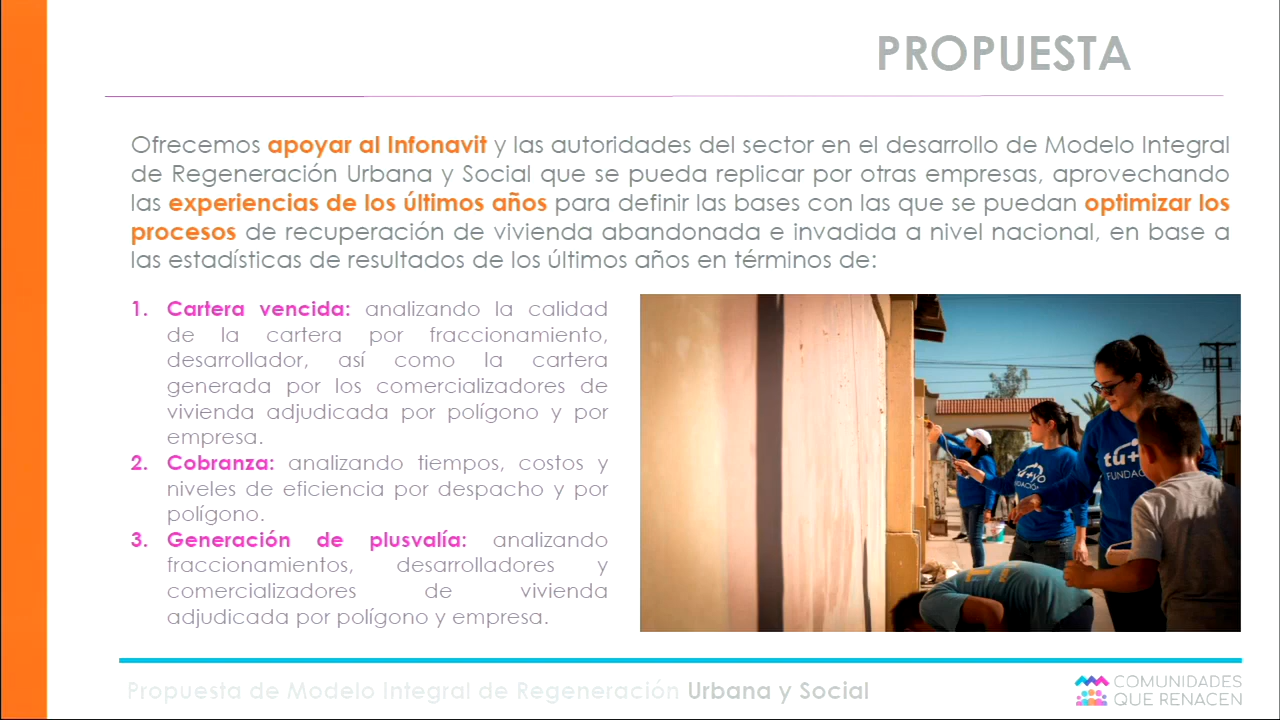 PROPUESTA
Ofrecemos apoyar al Infonavit y las autoridades del sector en el desarrollo de Modelo Integral
de Regeneración Urbana y Social que se pueda replicar por otras empresas, aprovechando
las experiencias de los últimos años para definir las bases con las que se puedan optimizar los
procesos de recuperación de vivienda abandonada e invadida a nivel nacional, en base a
las estadísticas de resultados de los últimos años en términos de:
1. Cartera vencida: analizando la calidad
de la cartera por fraccionamiento,
desarrollador, así como la cartera
generada por los comercializadores de
vivienda adjudicada por polígono y por
empresa.
2. Cobranza: analizando tiempos, costos y
niveles de eficiencia por despacho y por
polígono.
3. Generación de plusvalía: analizando
fraccionamientos, desarrolladores y
comercializadores de vivienda
adjudicada por polígono y empresa.
tú+yo
FUNDAC
Propuesta de Modelo Integral de Regeneración Urbana y Social
COMUNIDADES
QUE RENACEN